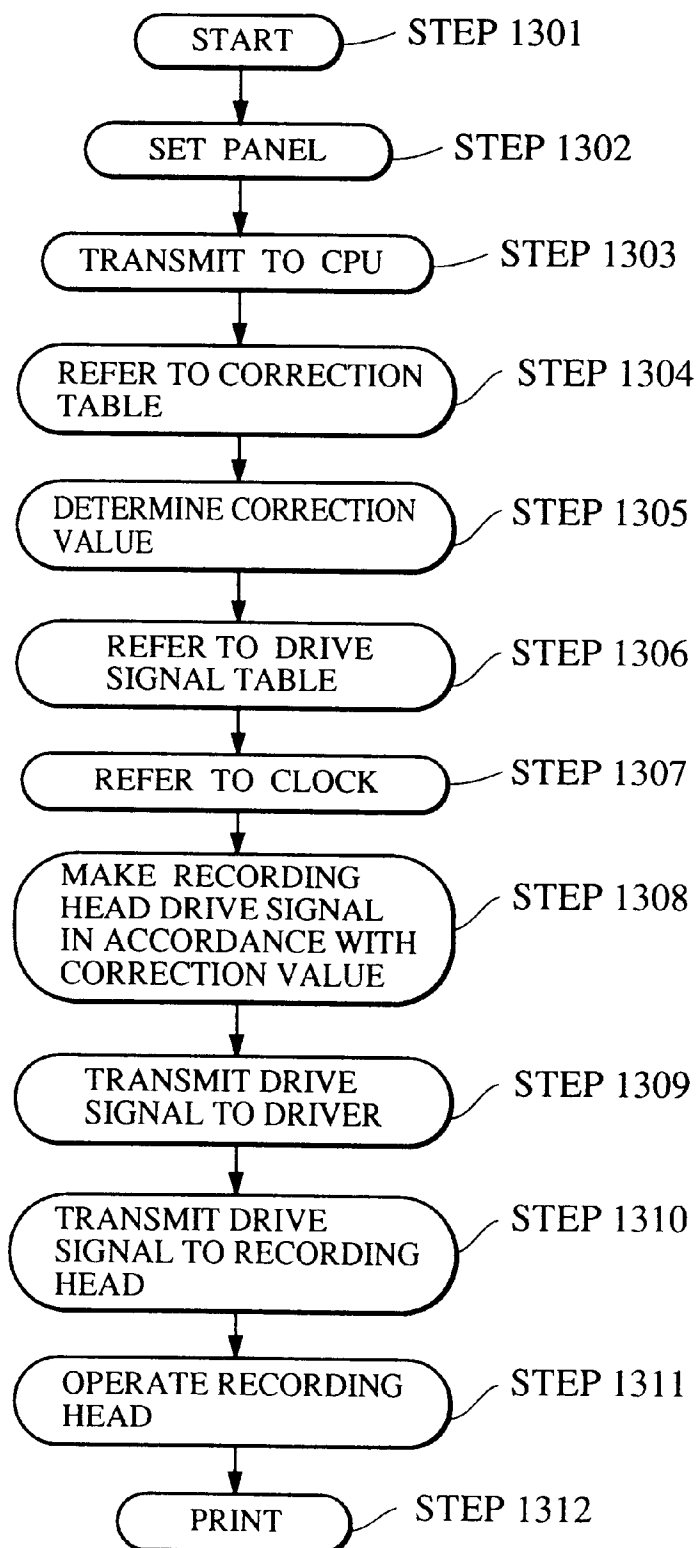 START
STEP 1301
SET PANEL
STEP 1302
TRANSMIT TO CPU
STEP 1303
REFER TO CORRECTION
TABLE
STEP 1304
DETERMINE CORRECTION
VALUE
STEP 1305
REFER TO DRIVE
SIGNAL TABLE
STEP 1306
REFER TO CLOCK
STEP 1307
MAKE RECORDING
HEAD DRIVE SIGNAL
IN ACCORDANCE WITH
CORRECTION VALUE
STEP 1308
TRANSMIT DRIVE
SIGNAL TO DRIVER
STEP 1309
TRANSMIT DRIVE
SIGNAL TO RECORDING
HEAD
STEP 1310
OPERATE RECORDING
HEAD
STEP 1311
PRINT
STEP 1312